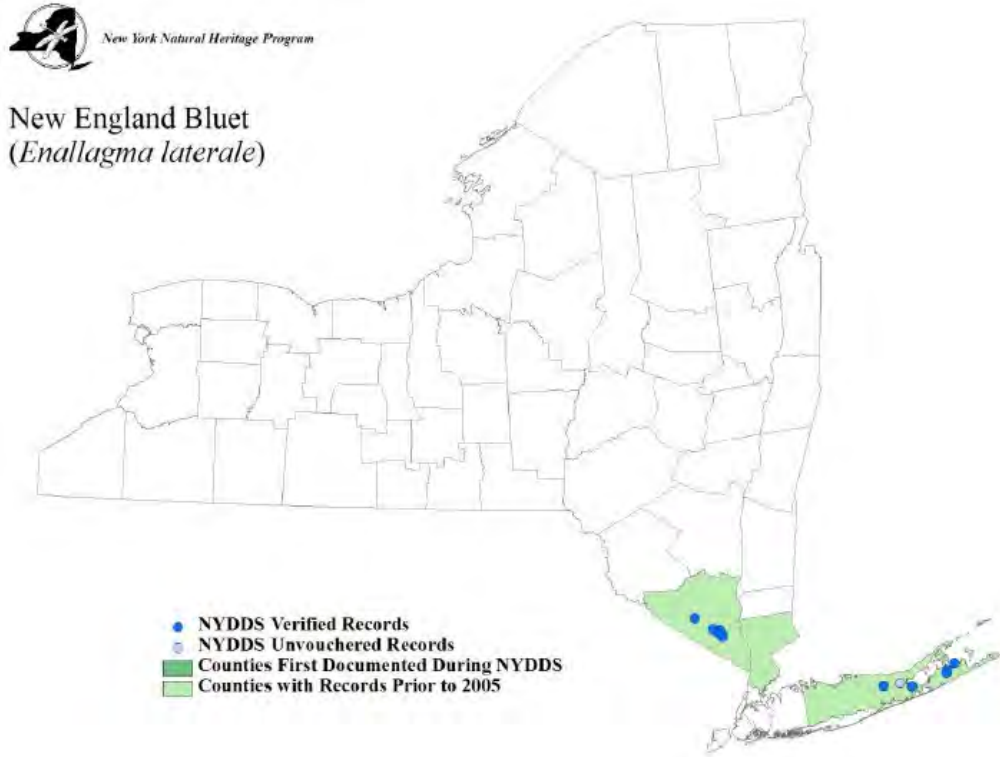 New York Natural Heritage Program
New England Bluet
(Enallagma laterale)
NYDDS Verified Records
NYDDS Unvouchered Records
Counties First Documented During NYDDS
Counties with Records Prior to 2005